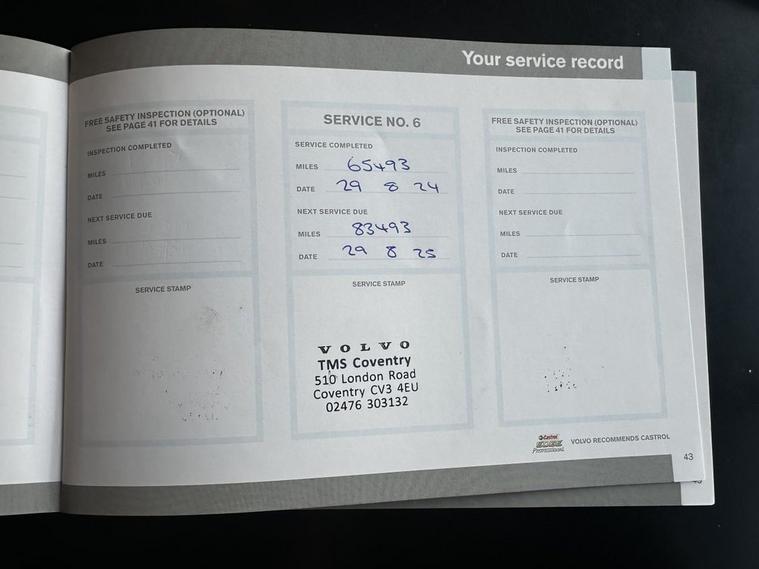 Your service record
FREE SAFETY INSPECTION (OPTIONAL)
SEE PAGE 41 FOR DETAILS
INSPECTION COMPLETED
MILES
DATE
NEXT SERVICE DUE
MILES
DATE
SERVICE STAMP
SERVICE NO. 6
SERVICE COMPLETED
MILES 65493
DATE 29 8 24
NEXT SERVICE DUE
MILES 83493
DATE 29 8 25
SERVICE STAMP
VOLVO
TMS Coventry
510 London Road
Coventry CV3 4EU
02476 303132
FREE SAFETY INSPECTION (OPTIONAL)
SEE PAGE 41 FOR DETAILS
INSPECTION COMPLETED
MILES
DATE
NEXT SERVICE DUE
MILES
DATE
SERVICE STAMP
Castrol
EDGE
Professional
VOLVO RECOMMENDS CASTROL
43